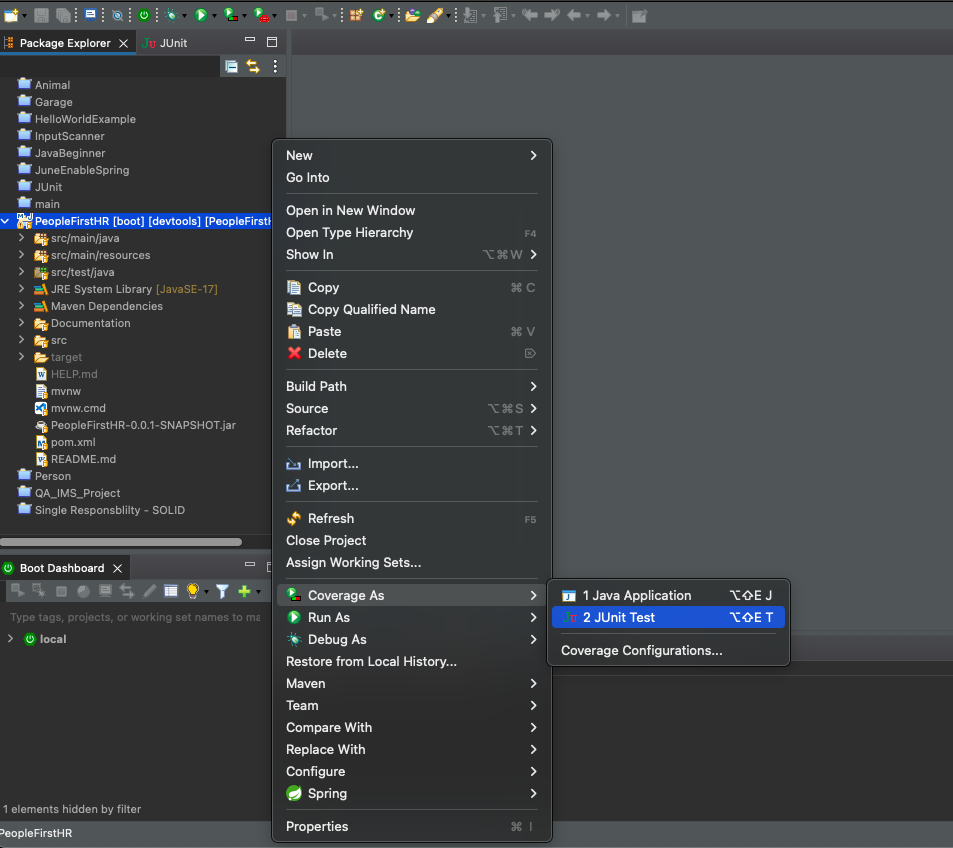 Package Explorer
JUnit
Animal
Garage
HelloWorldExample
InputScanner
JavaBeginner
JuneEnableSpring
JUnit
main
PeopleFirstHR [boot] [devtools] [PeopleFirstH
src/main/java
src/main/resources
src/test/java
JRE System Library [JavaSE-17]
Maven Dependencies
Documentation
src
target
HELP.md
mvnw
mvnw.cmd
PeopleFirstHR-0.0.1-SNAPSHOT.jar
pom.xml
README.md
Person
QA_IMS_Project
Single Responsbilty - SOLID
Boot Dashboard
Type tags, projects, or working set names to ma
local
1 elements hidden by filter
PeopleFirstHR
New
Go Into
Open in New Window
Open Type Hierarchy F4
Show In ⌥⌘W
Copy ⌘C
Copy Qualified Name
Paste ⌘V
Delete ⌦
Build Path
Source ⌥⌘S
Refactor ⌥⌘T
Import...
Export...
Refresh F5
Close Project
Assign Working Sets...
Coverage As
Run As
Debug As
Restore from Local History...
Maven
Team
Compare With
Replace With
Configure
Spring
Properties ⌘I
1 Java Application ⌥⇧E J
2 JUnit Test ⌥⇧E T
Coverage Configurations...